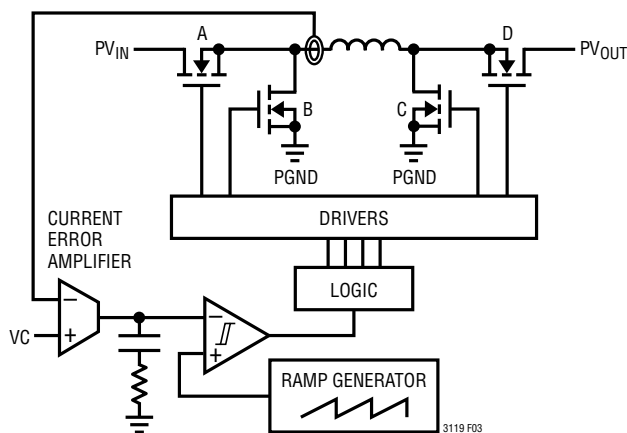 A
D
PVIN
PVOUT
B
C
PGND
PGND
DRIVERS
CURRENT
ERROR
AMPLIFIER
LOGIC
–
+
VC
–
+
RAMP GENERATOR
3119 F03